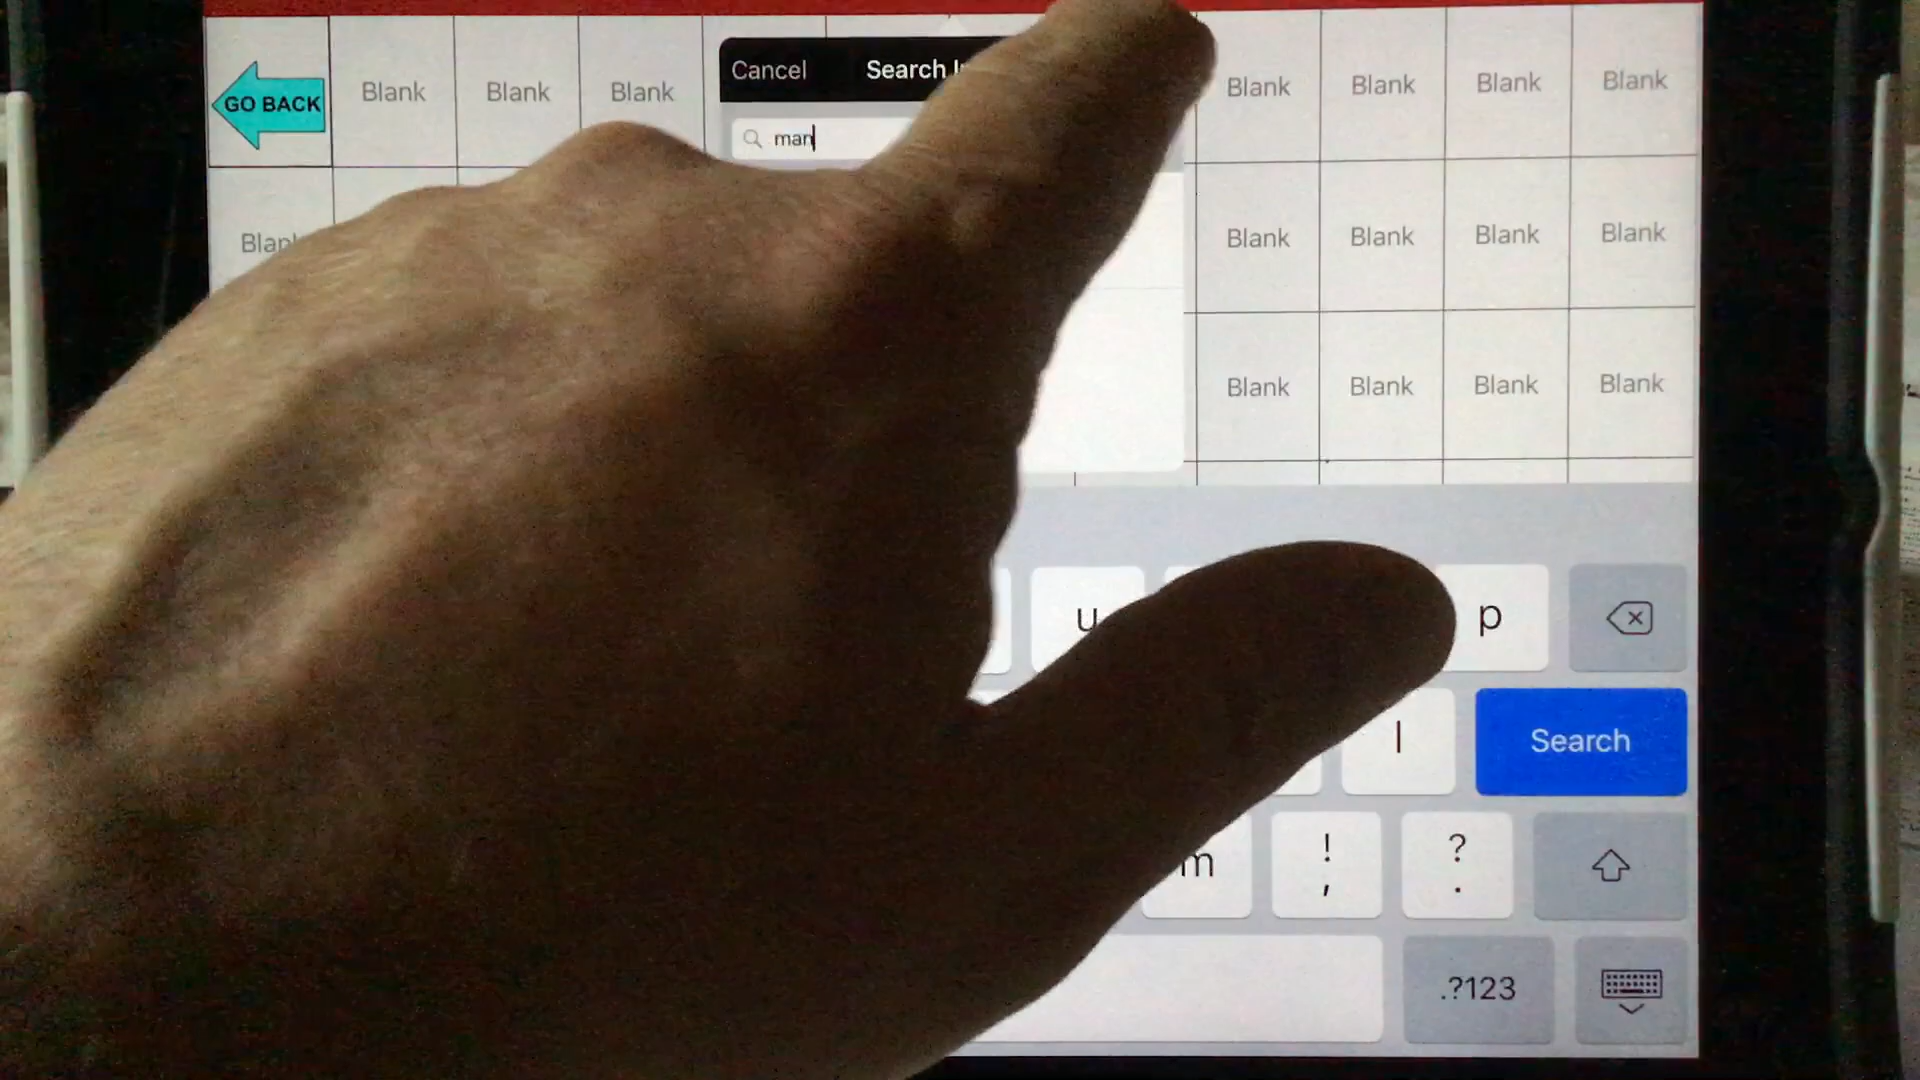 Cancel Search
GO BACK Blank Blank Blank Blank Blank Blank Blank
man
Blank Blank Blank Blank
Blank Blank Blank Blank
u p
l Search
m ! , ? .
.?123